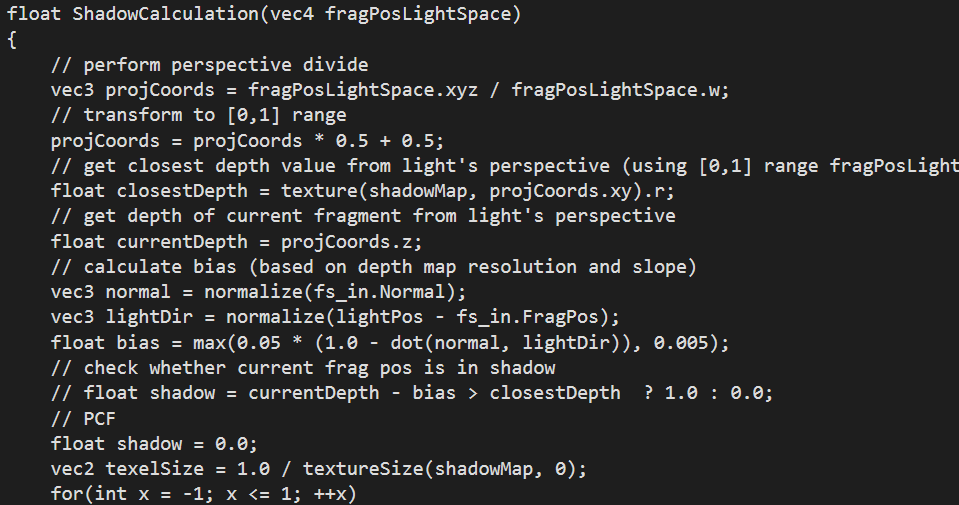 float ShadowCalculation(vec4 fragPosLightSpace)
{
    // perform perspective divide
    vec3 projCoords = fragPosLightSpace.xyz / fragPosLightSpace.w;
    // transform to [0,1] range
    projCoords = projCoords * 0.5 + 0.5;
    // get closest depth value from light's perspective (using [0,1] range fragPosLight
    float closestDepth = texture(shadowMap, projCoords.xy).r;
    // get depth of current fragment from light's perspective
    float currentDepth = projCoords.z;
    // calculate bias (based on depth map resolution and slope)
    vec3 normal = normalize(fs_in.Normal);
    vec3 lightDir = normalize(lightPos - fs_in.FragPos);
    float bias = max(0.05 * (1.0 - dot(normal, lightDir)), 0.005);
    // check whether current frag pos is in shadow
    // float shadow = currentDepth - bias > closestDepth  ? 1.0 : 0.0;
    // PCF
    float shadow = 0.0;
    vec2 texelSize = 1.0 / textureSize(shadowMap, 0);
    for(int x = -1; x <= 1; ++x)